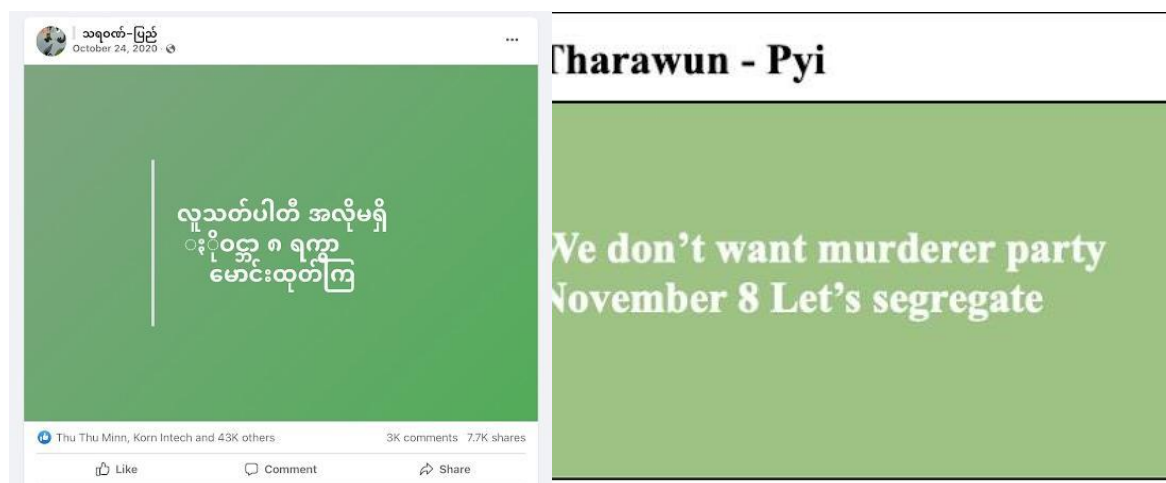 သရဝဏ်-ပြည်
October 24, 2020
လူသတ်ပါတီ အလိုမရှိ
ႏိုဝင္ဘာ ၈ ရက္မွာ
မောင်းထုတ်ကြ
Thu Thu Minn, Korn Intech and 43K others
3K comments 7.7K shares
Like Comment Share
Tharawun - Pyi
We don't want murderer party
November 8 Let's segregate